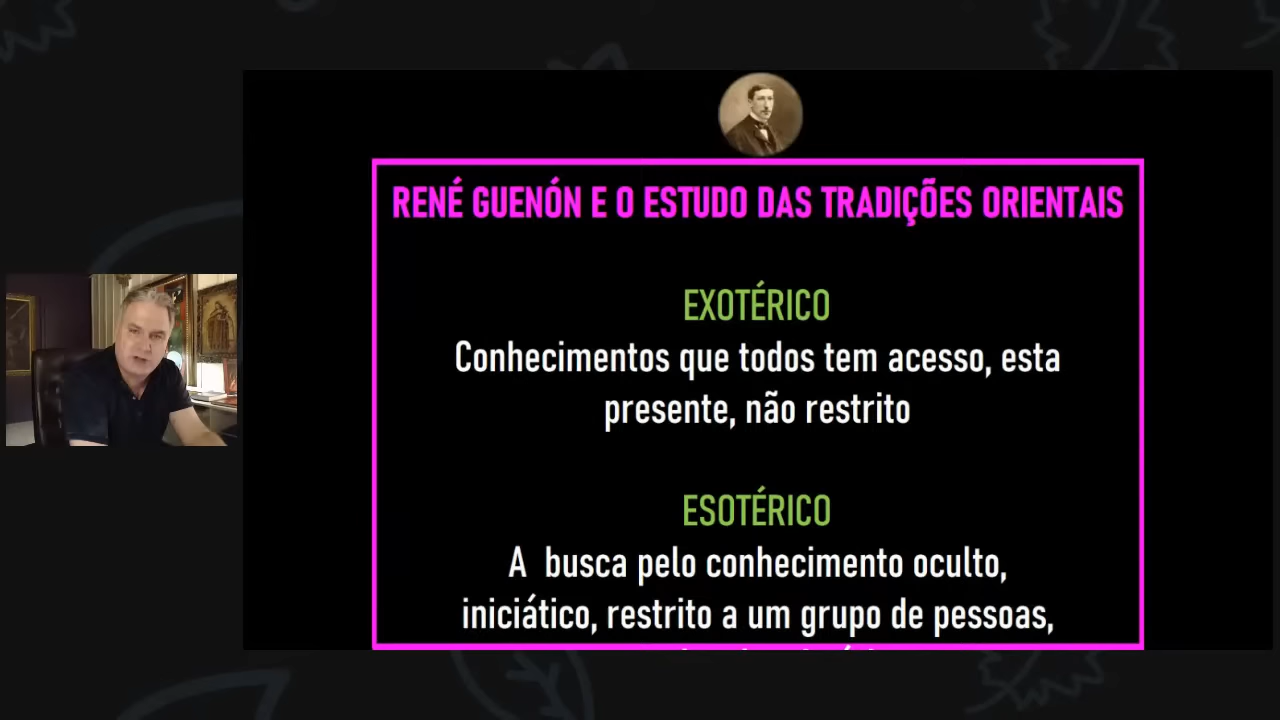 RENÉ GUENÓN E O ESTUDO DAS TRADIÇÕES ORIENTAIS
EXOTÉRICO
Conhecimentos que todos tem acesso, esta
presente, não restrito
ESOTÉRICO
A busca pelo conhecimento oculto,
iniciático, restrito a um grupo de pessoas,